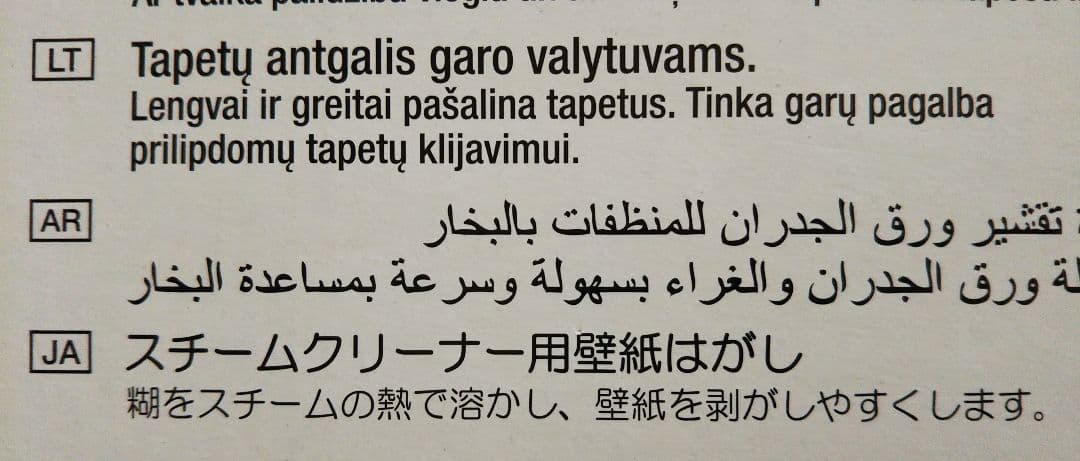 LT Tapetų antgalis garo valytuvams.
Lengvai ir greitai pašalina tapetus. Tinka garų pagalba
prilipdomų tapetų klijavimui.
AR تقشير ورق الجدران للمنظفات بالبخار
ورق الجدران والغراء بسهولة وسرعة بمساعدة البخار
JA スチームクリーナー用壁紙はがし
糊をスチームの熱で溶かし、壁紙を剥がしやすくします。